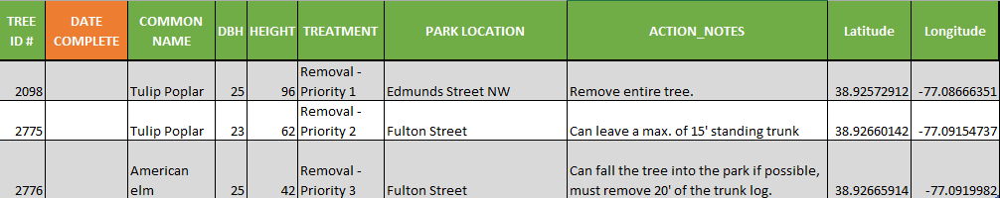 TREE ID # DATE COMPLETE COMMON NAME DBH HEIGHT TREATMENT PARK LOCATION ACTION_NOTES Latitude Longitude
2098 Tulip Poplar 25 96 Removal - Priority 1 Edmunds Street NW Remove entire tree. 38.92572912 -77.08666351
2775 Tulip Poplar 23 62 Removal - Priority 2 Fulton Street Can leave a max. of 15' standing trunk 38.92660142 -77.09154737
2776 American elm 25 42 Removal - Priority 3 Fulton Street Can fall the tree into the park if possible, must remove 20' of the trunk log. 38.92665914 -77.0919982